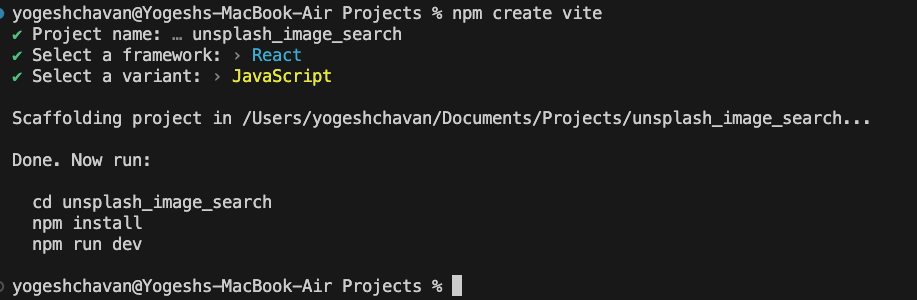 yogeshchavan@Yogeshs-MacBook-Air Projects % npm create vite
✔ Project name: … unsplash_image_search
✔ Select a framework: › React
✔ Select a variant: › JavaScript
Scaffolding project in /Users/yogeshchavan/Documents/Projects/unsplash_image_search...
Done. Now run:
cd unsplash_image_search
npm install
npm run dev
yogeshchavan@Yogeshs-MacBook-Air Projects %